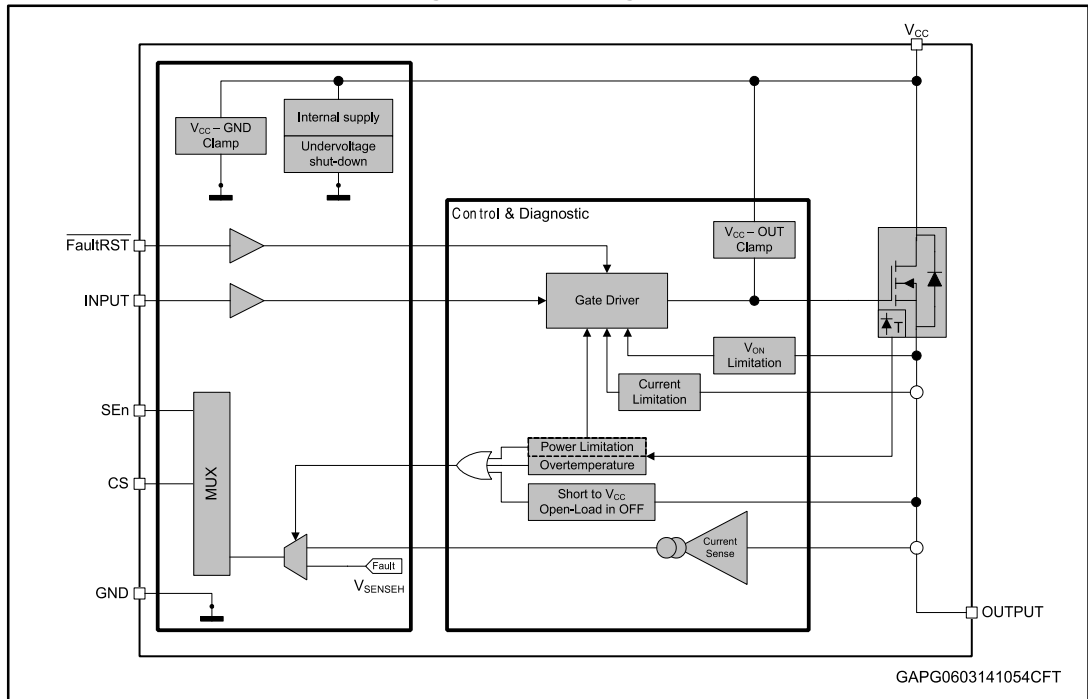 VCC
Internal supply
VCC – GND
Clamp
Undervoltage
shut-down
Control & Diagnostic
VCC – OUT
Clamp
FaultRST
INPUT
Gate Driver
T
VON
Limitation
Current
Limitation
SEn
Power Limitation
Overtemperature
MUX
CS
Short to VCC
Open-Load in OFF
Current
Sense
Fault
VSENSEH
GND
OUTPUT
GAPG0603141054CFT